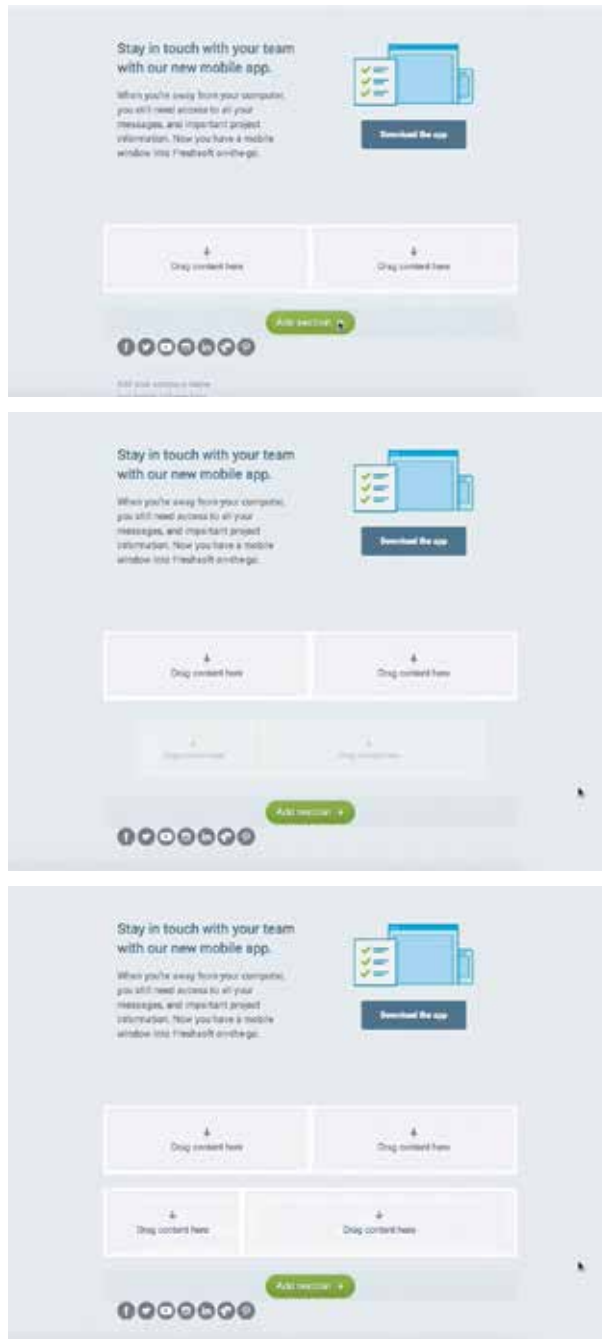 Stay in touch with your team
with our new mobile app.
When you're away from your computer,
you still need access to all your
messages, and important project
information. Now you have a mobile
window into Freshsoft on-the-go.
Download the app
Drag content here
Drag content here
Add section +
Stay in touch with your team
with our new mobile app.
When you're away from your computer,
you still need access to all your
messages, and important project
information. Now you have a mobile
window into Freshsoft on-the-go.
Download the app
Drag content here
Drag content here
Drag content here
Drag content here
Add section +
Stay in touch with your team
with our new mobile app.
When you're away from your computer,
you still need access to all your
messages, and important project
information. Now you have a mobile
window into Freshsoft on-the-go.
Download the app
Drag content here
Drag content here
Drag content here
Drag content here
Add section +